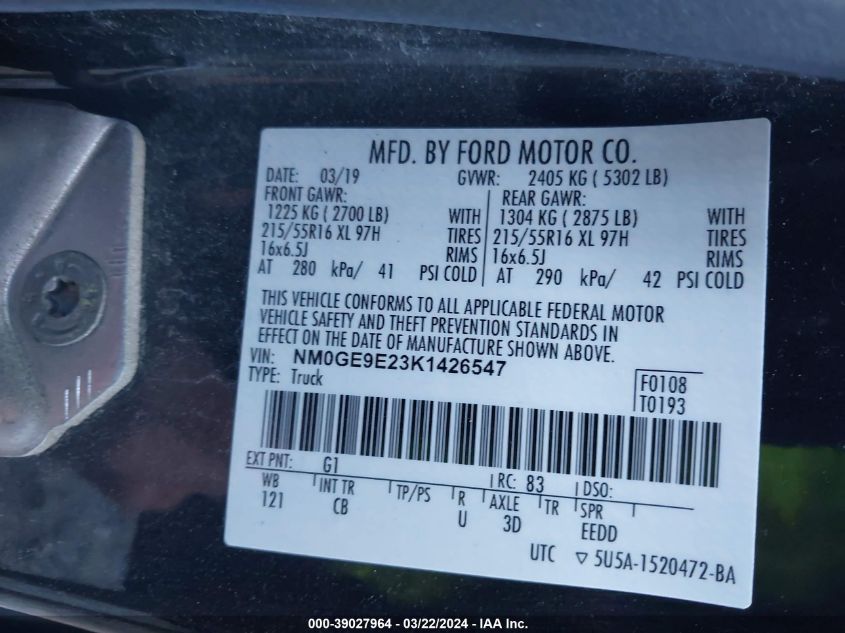 MFD. BY FORD MOTOR CO.
DATE: 03/19 GVWR: 2405 KG ( 5302 LB)
FRONT GAWR: REAR GAWR:
1225 KG ( 2700 LB) WITH 1304 KG ( 2875 LB) WITH
215/55R16 XL 97H TIRES 215/55R16 XL 97H TIRES
16x6.5J RIMS 16x6.5J RIMS
AT 280 kPa/ 41 PSI COLD AT 290 kPa/ 42 PSI COLD
THIS VEHICLE CONFORMS TO ALL APPLICABLE FEDERAL MOTOR
VEHICLE SAFETY AND THEFT PREVENTION STANDARDS IN
EFFECT ON THE DATE OF MANUFACTURE SHOWN ABOVE.
VIN: NM0GE9E23K1426547
TYPE: Truck
F0108
T0193
EXT PNT: G1 RC: 83 DSO:
WB INT TR TP/PS R AXLE TR SPR
121 CB U 3D EEDD
UTC ▽ 5U5A-1520472-BA
000-39027964 - 03/22/2024 - IAA Inc.